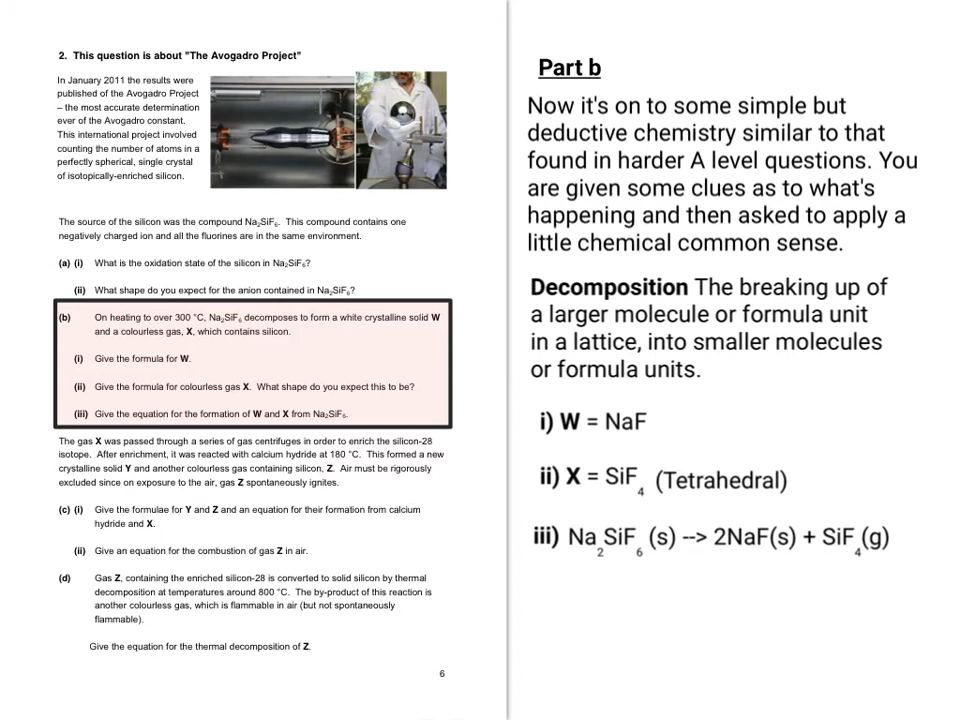 2. This question is about "The Avogadro Project"
In January 2011 the results were
published of the Avogadro Project
– the most accurate determination
ever of the Avogadro constant.
This international project involved
counting the number of atoms in a
perfectly spherical, single crystal
of isotopically-enriched silicon.
The source of the silicon was the compound Na₂SiF₆. This compound contains one
negatively charged ion and all the fluorines are in the same environment.
(a) (i) What is the oxidation state of the silicon in Na₂SiF₆?
(ii) What shape do you expect for the anion contained in Na₂SiF₆?
(b) On heating to over 300 °C, Na₂SiF₆ decomposes to form a white crystalline solid W
and a colourless gas, X, which contains silicon.
(i) Give the formula for W.
(ii) Give the formula for colourless gas X. What shape do you expect this to be?
(iii) Give the equation for the formation of W and X from Na₂SiF₆.
The gas X was passed through a series of gas centrifuges in order to enrich the silicon-28
isotope. After enrichment, it was reacted with calcium hydride at 180 °C. This formed a new
crystalline solid Y and another colourless gas containing silicon, Z. Air must be rigorously
excluded since on exposure to the air, gas Z spontaneously ignites.
(c) (i) Give the formulae for Y and Z and an equation for their formation from calcium
hydride and X.
(ii) Give an equation for the combustion of gas Z in air.
(d) Gas Z, containing the enriched silicon-28 is converted to solid silicon by thermal
decomposition at temperatures around 800 °C. The by-product of this reaction is
another colourless gas, which is flammable in air (but not spontaneously
flammable).
Give the equation for the thermal decomposition of Z.
6
Part b
Now it's on to some simple but
deductive chemistry similar to that
found in harder A level questions. You
are given some clues as to what's
happening and then asked to apply a
little chemical common sense.
Decomposition The breaking up of
a larger molecule or formula unit
in a lattice, into smaller molecules
or formula units.
i) W = NaF
ii) X = SiF₄ (Tetrahedral)
iii) Na₂SiF₆ (s) --> 2NaF(s) + SiF₄(g)